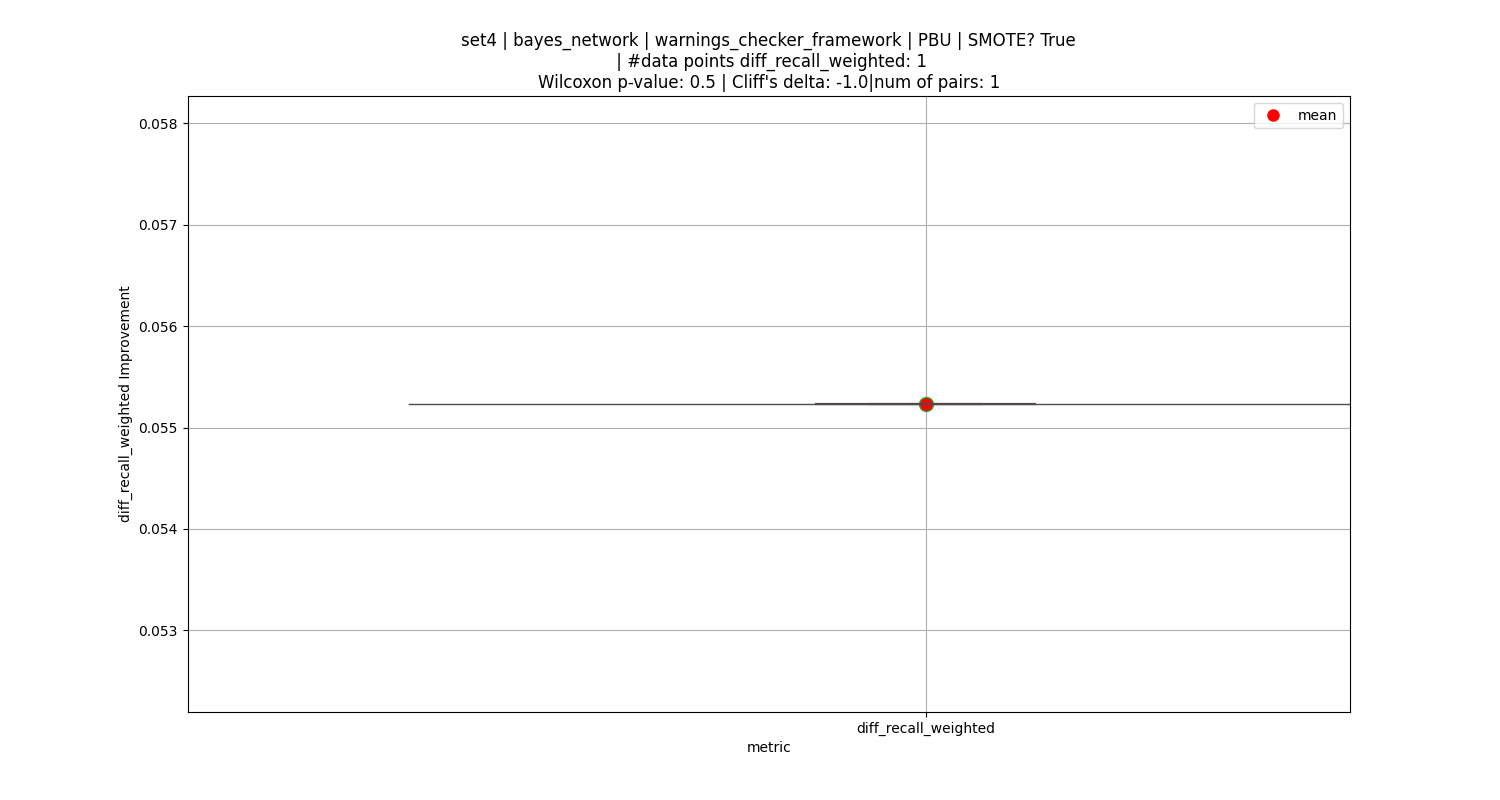 set4 | bayes_network | warnings_checker_framework | PBU | SMOTE? True
| #data points diff_recall_weighted: 1
Wilcoxon p-value: 0.5 | Cliff's delta: -1.0|num of pairs: 1
mean
0.058
0.057
0.056
0.055
0.054
0.053
diff_recall_weighted Improvement
diff_recall_weighted
metric